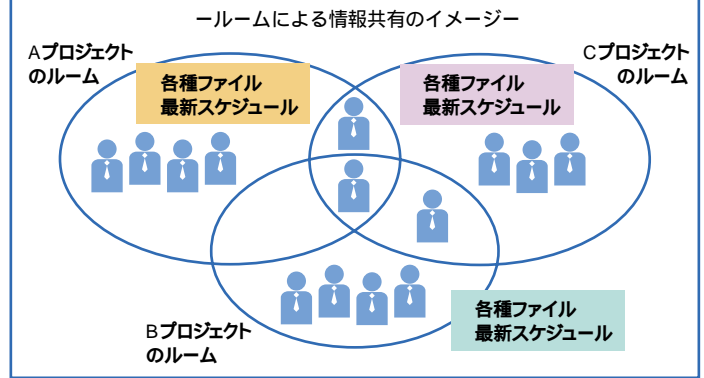 ールームによる情報共有のイメージー
Aプロジェクト
のルーム
各種ファイル
最新スケジュール
各種ファイル
最新スケジュール
Cプロジェクト
のルーム
Bプロジェクト
のルーム
各種ファイル
最新スケジュール